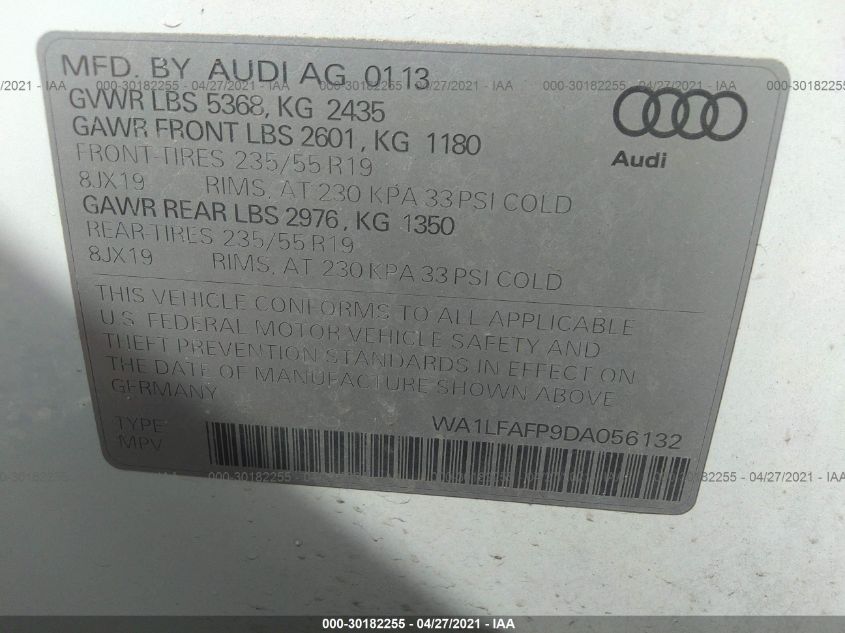 MFD. BY AUDI AG 0113
GVWR LBS 5368, KG 2435
GAWR FRONT LBS 2601, KG 1180
FRONT-TIRES 235/55 R19
8JX19 RIMS, AT 230 KPA 33 PSI COLD
GAWR REAR LBS 2976, KG 1350
REAR-TIRES 235/55 R19
8JX19 RIMS, AT 230 KPA 33 PSI COLD
Audi
THIS VEHICLE CONFORMS TO ALL APPLICABLE
U.S. FEDERAL MOTOR VEHICLE SAFETY AND
THEFT PREVENTION STANDARDS IN EFFECT ON
THE DATE OF MANUFACTURE SHOWN ABOVE
GERMANY
TYPE WA1LFAFP9DA056132
MPV
000-30182255 - 04/27/2021 - IAA